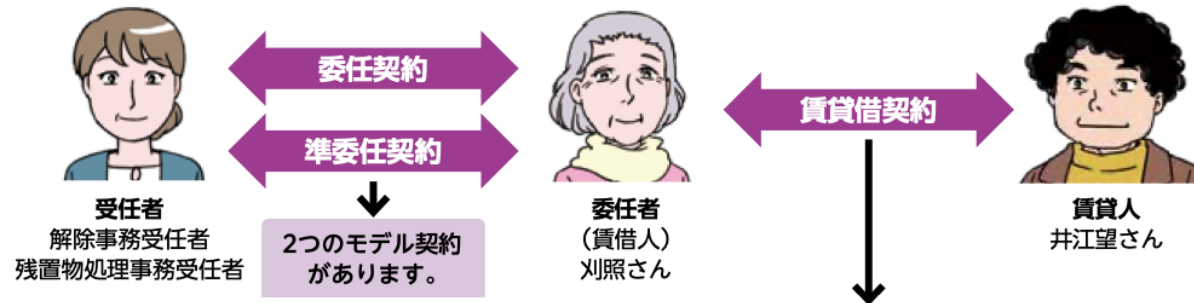 委任契約
準委任契約
賃貸借契約
受任者
解除事務受任者
残置物処理事務受任者
2つのモデル契約
があります。
委任者
（賃借人）
刈照さん
賃貸人
井江望さん